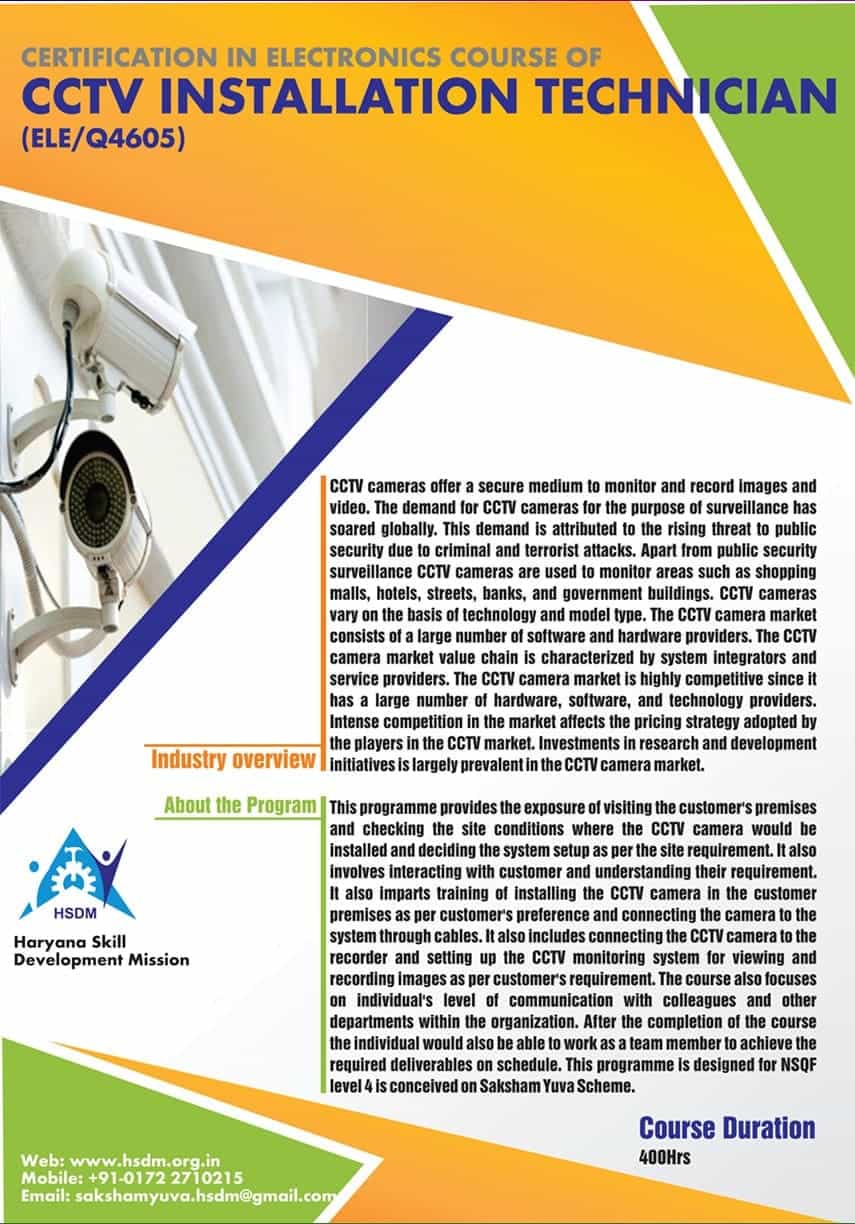 CERTIFICATION IN ELECTRONICS COURSE OF
CCTV INSTALLATION TECHNICIAN
(ELE/Q4605)
CCTV cameras offer a secure medium to monitor and record images and
video. The demand for CCTV cameras for the purpose of surveillance has
soared globally. This demand is attributed to the rising threat to public
security due to criminal and terrorist attacks. Apart from public security
surveillance CCTV cameras are used to monitor areas such as shopping
malls, hotels, streets, banks, and government buildings. CCTV cameras
vary on the basis of technology and model type. The CCTV camera market
consists of a large number of software and hardware providers. The CCTV
camera market value chain is characterized by system integrators and
service providers. The CCTV camera market is highly competitive since it
has a large number of hardware, software, and technology providers.
Intense competition in the market affects the pricing strategy adopted by
the players in the CCTV market. Investments in research and development
initiatives is largely prevalent in the CCTV camera market.
Industry overview
About the Program
This programme provides the exposure of visiting the customer's premises
and checking the site conditions where the CCTV camera would be
installed and deciding the system setup as per the site requirement. It also
involves interacting with customer and understanding their requirement.
It also imparts training of installing the CCTV camera in the customer
premises as per customer's preference and connecting the camera to the
system through cables. It also includes connecting the CCTV camera to the
recorder and setting up the CCTV monitoring system for viewing and
recording images as per customer's requirement. The course also focuses
on individual's level of communication with colleagues and other
departments within the organization. After the completion of the course
the individual would also be able to work as a team member to achieve the
required deliverables on schedule. This programme is designed for NSQF
level 4 is conceived on Saksham Yuva Scheme.
HSDM
Haryana Skill
Development Mission
Course Duration
400Hrs
Web: www.hsdm.org.in
Mobile: +91-0172 2710215
Email: sakshamyuva.hsdm@gmail.com